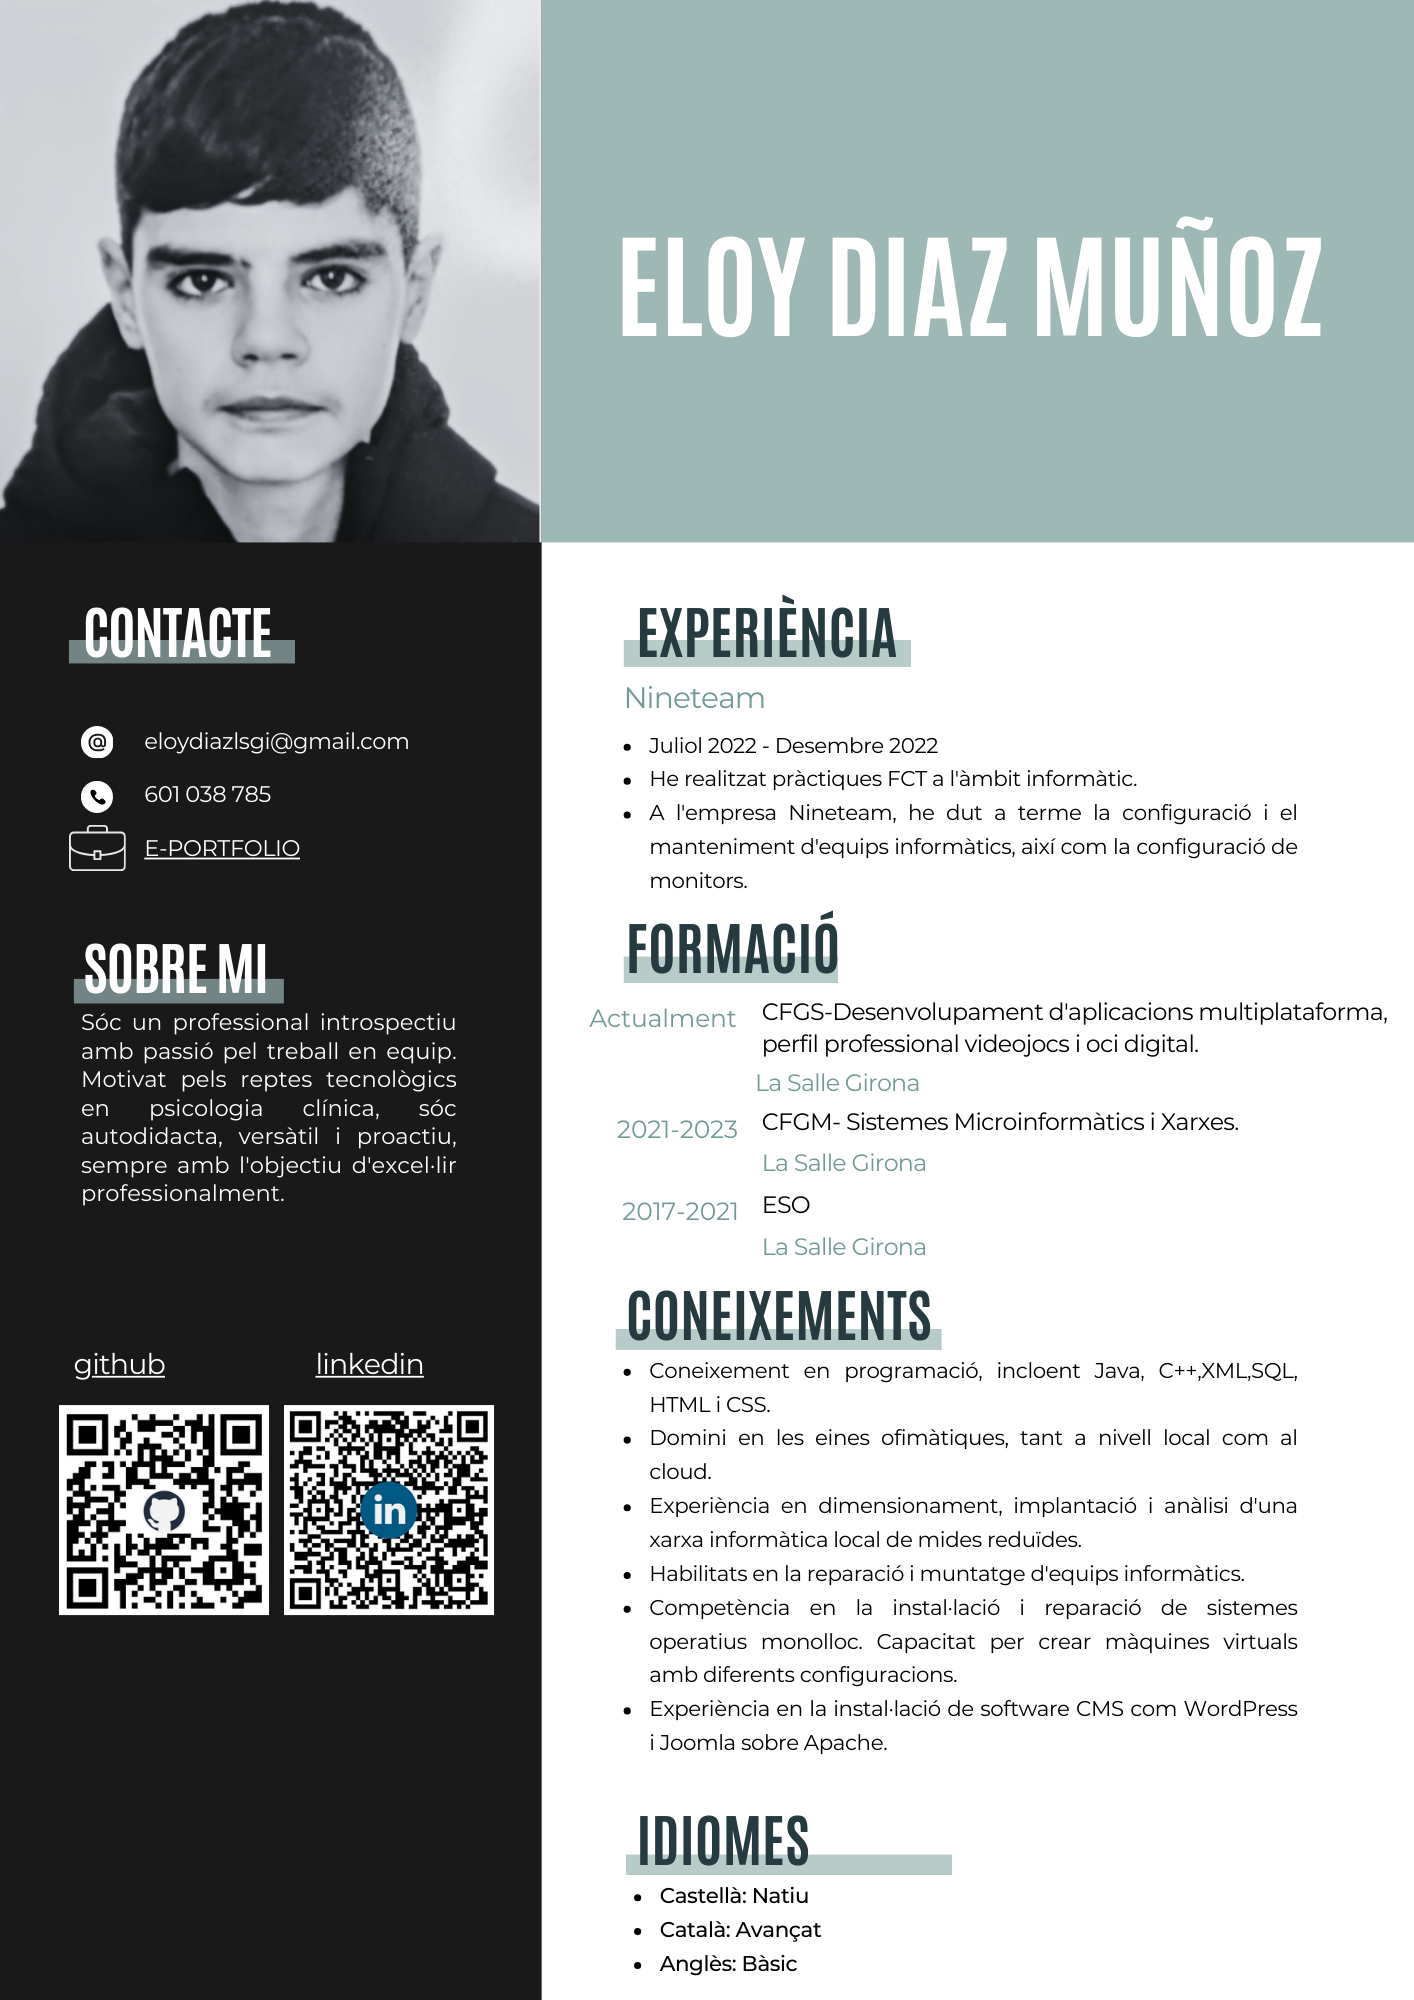 ELOY DIAZ MUÑOZ
CONTACTE
@
eloydiazlsgi@gmail.com
601 038 785
E-PORTFOLIO
SOBRE MI
Sóc un professional introspectiu
amb passió pel treball en equip.
Motivat pels reptes tecnològics
en psicologia clínica, sóc
autodidacta, versàtil i proactiu,
sempre amb l'objectiu d'excel·lir
professionalment.
github
linkedin
in
EXPERIÈNCIA
Nineteam
• Juliol 2022 - Desembre 2022
• He realitzat pràctiques FCT a l'àmbit informàtic.
• A l'empresa Nineteam, he dut a terme la configuració i el
manteniment d'equips informàtics, així com la configuració de
monitors.
FORMACIÓ
Actualment
CFGS-Desenvolupament d'aplicacions multiplataforma,
perfil professional videojocs i oci digital.
La Salle Girona
2021-2023
CFGM- Sistemes Microinformàtics i Xarxes.
La Salle Girona
2017-2021
ESO
La Salle Girona
CONEIXEMENTS
• Coneixement en programació, incloent Java, C++,XML,SQL,
HTML i CSS.
• Domini en les eines ofimàtiques, tant a nivell local com al
cloud.
• Experiència en dimensionament, implantació i anàlisi d'una
xarxa informàtica local de mides reduïdes.
• Habilitats en la reparació i muntatge d'equips informàtics.
• Competència en la instal·lació i reparació de sistemes
operatius monolloc. Capacitat per crear màquines virtuals
amb diferents configuracions.
• Experiència en la instal·lació de software CMS com WordPress
i Joomla sobre Apache.
IDIOMES
• Castellà: Natiu
• Català: Avançat
• Anglès: Bàsic